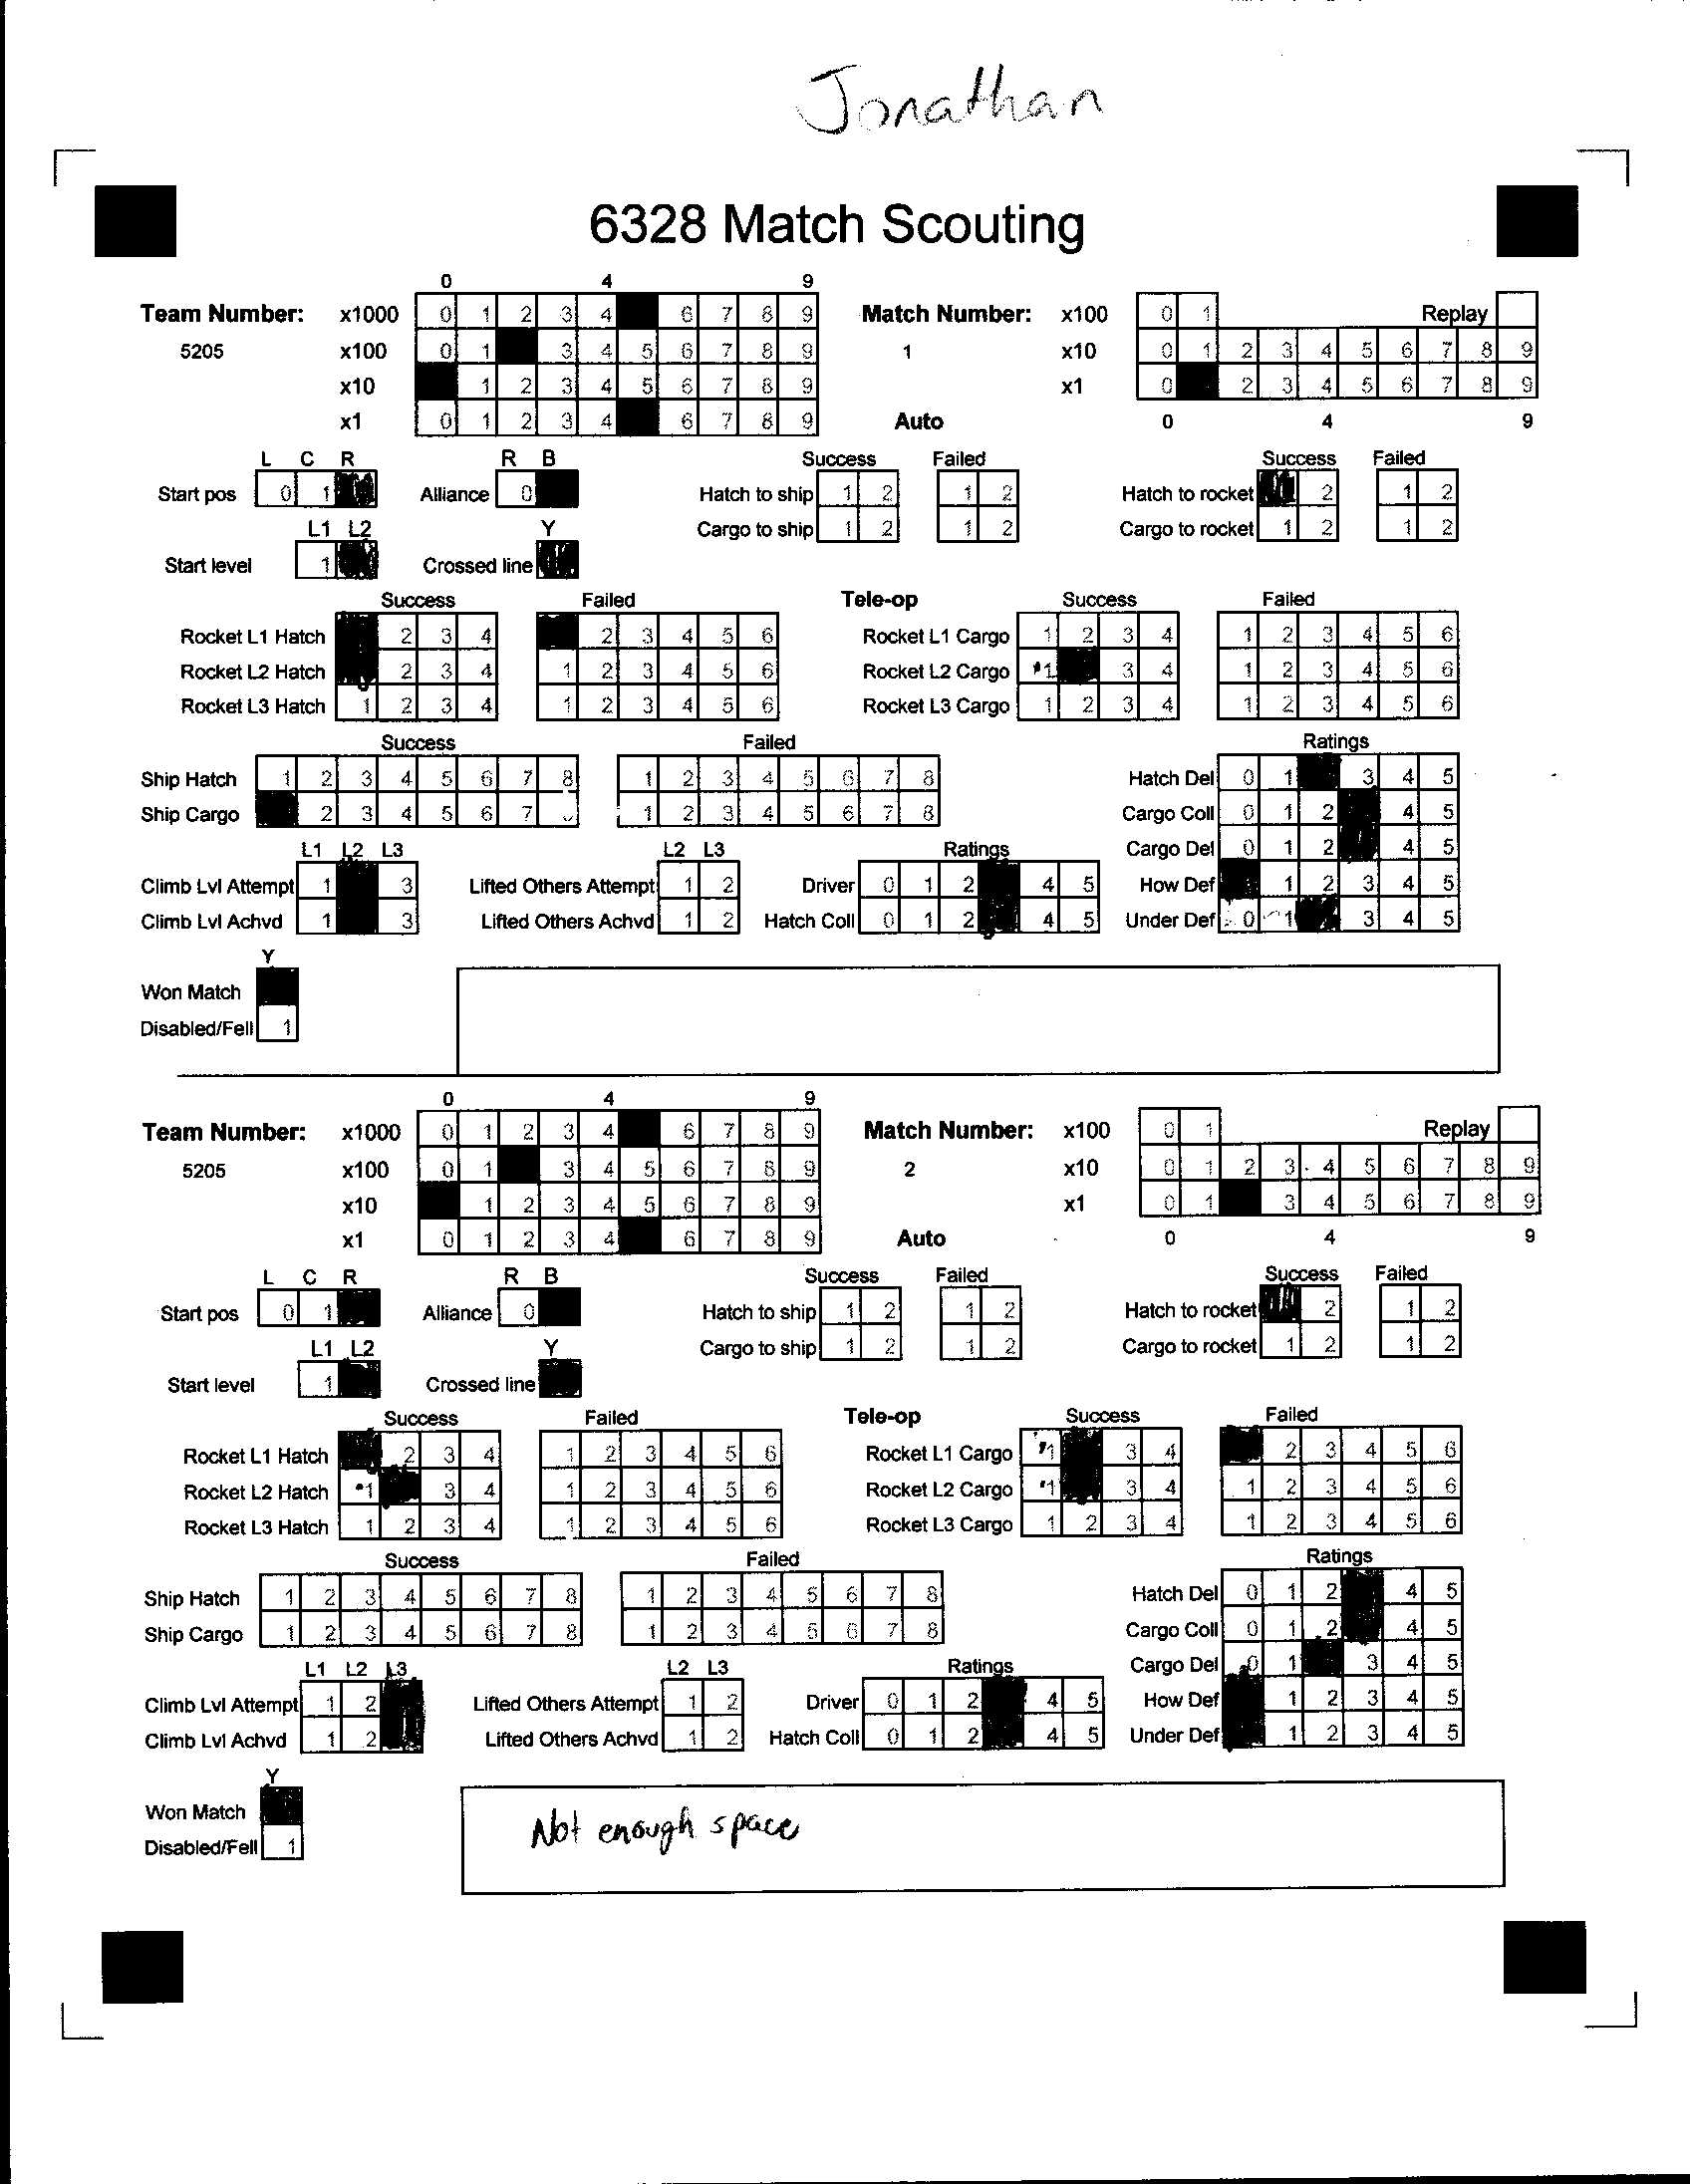 Jonathan
6328 Match Scouting
0 4 9
Team Number: x1000 0 1 2 3 4 6 7 8 9 Match Number: x100 0 1 Replay
5205 x100 0 1 3 4 5 6 7 8 9 1 x10 0 1 2 3 4 5 6 7 8 9
x10 1 2 3 4 5 6 7 8 9 x1 0 2 3 4 5 6 7 8 9
x1 0 1 2 3 4 6 7 8 9 Auto 0 4 9
L C R R B Success Failed Success Failed
Start pos 0 1 Alliance 0 Hatch to ship 1 2 1 2 Hatch to rocket 2 1 2
L1 L2 Y Cargo to ship 1 2 1 2 Cargo to rocket 1 2 1 2
Start level 1 Crossed line
Success Failed Tele-op Success Failed
Rocket L1 Hatch 2 3 4 2 3 4 5 6 Rocket L1 Cargo 1 2 3 4 1 2 3 4 5 6
Rocket L2 Hatch 2 3 4 1 2 3 4 5 6 Rocket L2 Cargo 1 3 4 1 2 3 4 5 6
Rocket L3 Hatch 1 2 3 4 1 2 3 4 5 6 Rocket L3 Cargo 1 2 3 4 1 2 3 4 5 6
Success Failed Ratings
Ship Hatch 1 2 3 4 5 6 7 8 1 2 3 4 5 6 7 8 Hatch Del 0 1 3 4 5
Ship Cargo 2 3 4 5 6 7 1 2 3 4 5 6 7 8 Cargo Coll 0 1 2 4 5
L1 L2 L3 L2 L3 Ratings Cargo Del 0 1 2 4 5
Climb Lvl Attempt 1 3 Lifted Others Attempt 1 2 Driver 0 1 2 4 5 How Def 1 2 3 4 5
Climb Lvl Achvd 1 3 Lifted Others Achvd 1 2 Hatch Coll 0 1 2 4 5 Under Def 0 1 3 4 5
Y
Won Match
Disabled/Fell 1
0 4 9
Team Number: x1000 0 1 2 3 4 6 7 8 9 Match Number: x100 0 1 Replay
5205 x100 0 1 3 4 5 6 7 8 9 2 x10 0 1 2 3 4 5 6 7 8 9
x10 1 2 3 4 5 6 7 8 9 x1 0 1 3 4 5 6 7 8 9
x1 0 1 2 3 4 6 7 8 9 Auto 0 4 9
L C R R B Success Failed Success Failed
Start pos 0 1 Alliance 0 Hatch to ship 1 2 1 2 Hatch to rocket 2 1 2
L1 L2 Y Cargo to ship 1 2 1 2 Cargo to rocket 1 2 1 2
Start level 1 Crossed line
Success Failed Tele-op Success Failed
Rocket L1 Hatch 2 3 4 1 2 3 4 5 6 Rocket L1 Cargo 1 3 4 2 3 4 5 6
Rocket L2 Hatch 1 3 4 1 2 3 4 5 6 Rocket L2 Cargo 1 3 4 1 2 3 4 5 6
Rocket L3 Hatch 1 2 3 4 1 2 3 4 5 6 Rocket L3 Cargo 1 2 3 4 1 2 3 4 5 6
Success Failed Ratings
Ship Hatch 1 2 3 4 5 6 7 8 1 2 3 4 5 6 7 8 Hatch Del 0 1 2 4 5
Ship Cargo 1 2 3 4 5 6 7 8 1 2 3 4 5 6 7 8 Cargo Coll 0 1 2 4 5
L1 L2 L3 L2 L3 Ratings Cargo Del 0 1 3 4 5
Climb Lvl Attempt 1 2 Lifted Others Attempt 1 2 Driver 0 1 2 4 5 How Def 1 2 3 4 5
Climb Lvl Achvd 1 2 Lifted Others Achvd 1 2 Hatch Coll 0 1 2 4 5 Under Def 1 2 3 4 5
Y
Won Match
Disabled/Fell 1
Not enough space